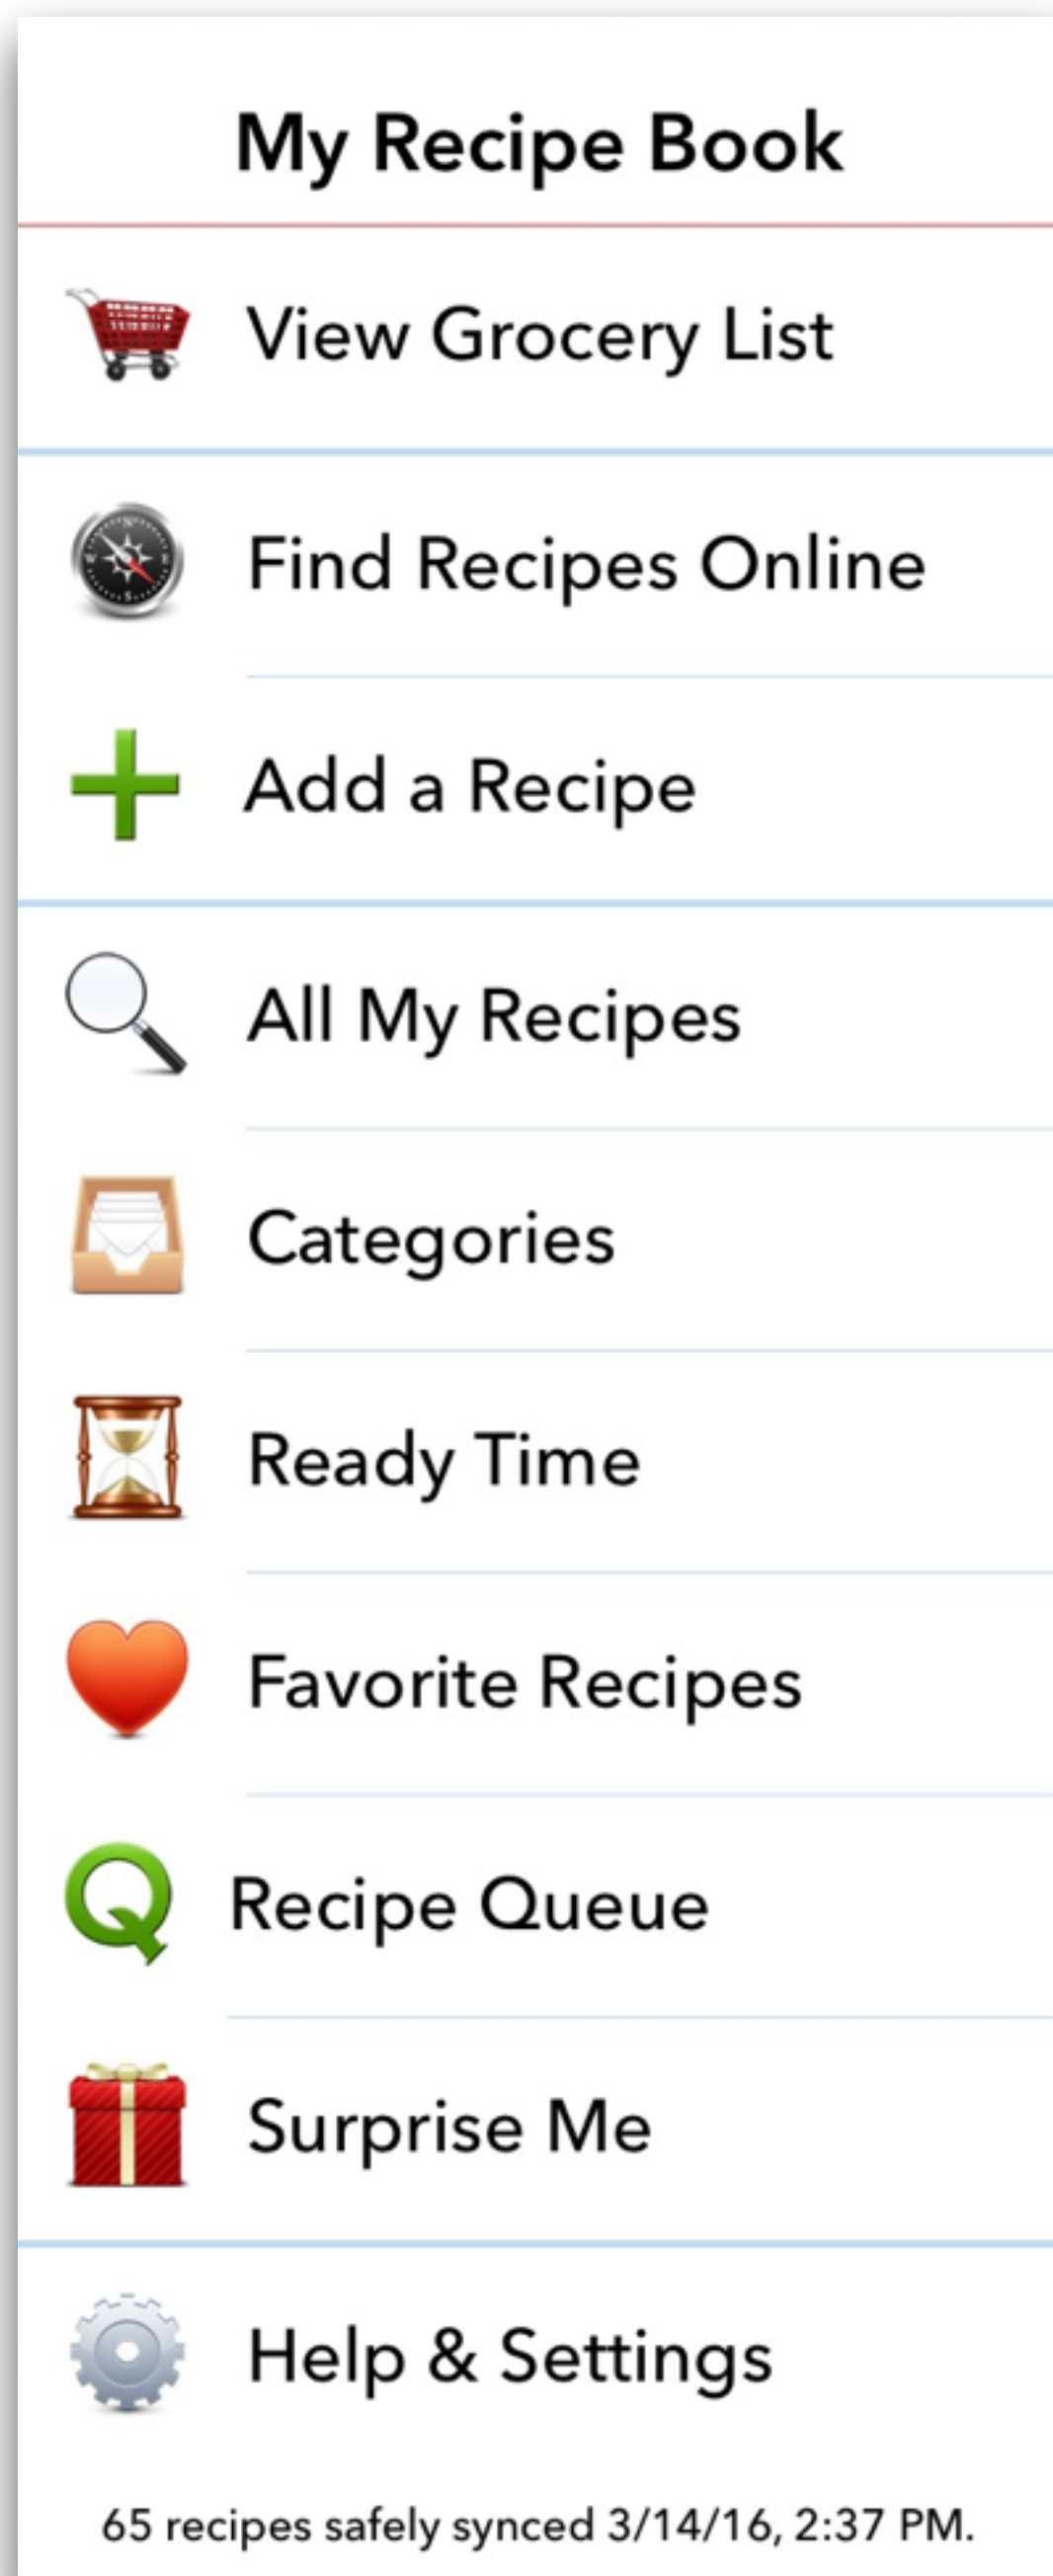 My Recipe Book
View Grocery List
Find Recipes Online
Add a Recipe
All My Recipes
Categories
Ready Time
Favorite Recipes
Q Recipe Queue
Surprise Me
Help & Settings
65 recipes safely synced 3/14/16, 2:37 PM.